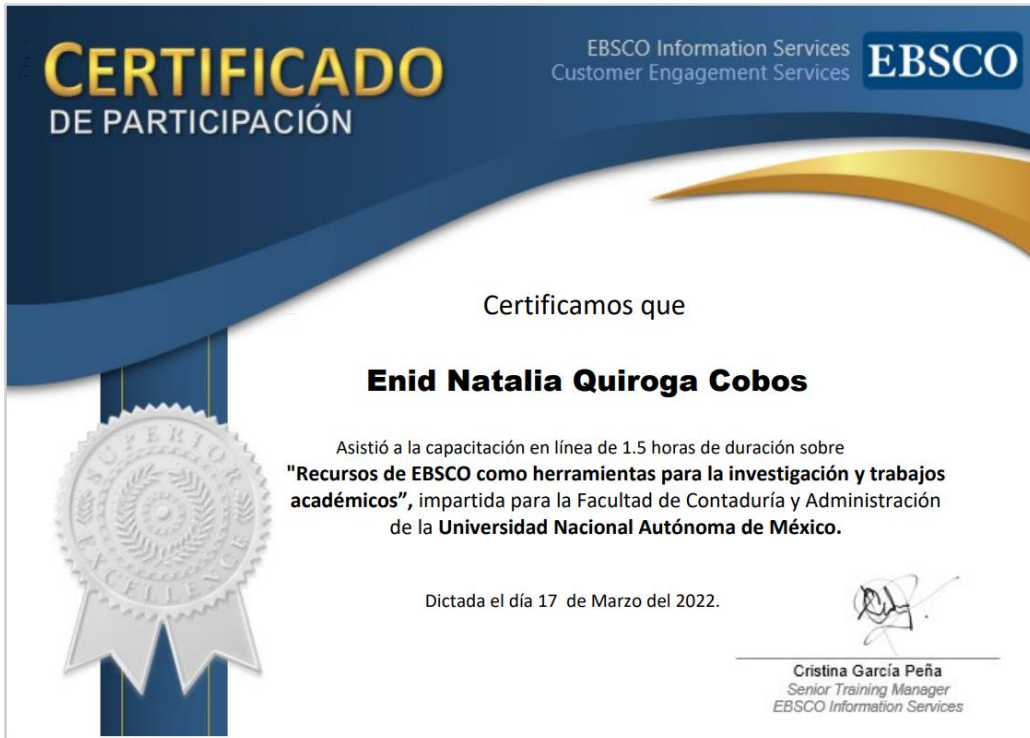 CERTIFICADO
DE PARTICIPACIÓN
EBSCO Information Services
Customer Engagement Services
EBSCO
Certificamos que
Enid Natalia Quiroga Cobos
Asistió a la capacitación en línea de 1.5 horas de duración sobre
"Recursos de EBSCO como herramientas para la investigación y trabajos
académicos”, impartida para la Facultad de Contaduría y Administración
de la Universidad Nacional Autónoma de México.
SUPERIOR
EXCELLENCE
Dictada el día 17 de Marzo del 2022.
Cristina García Peña
Senior Training Manager
EBSCO Information Services